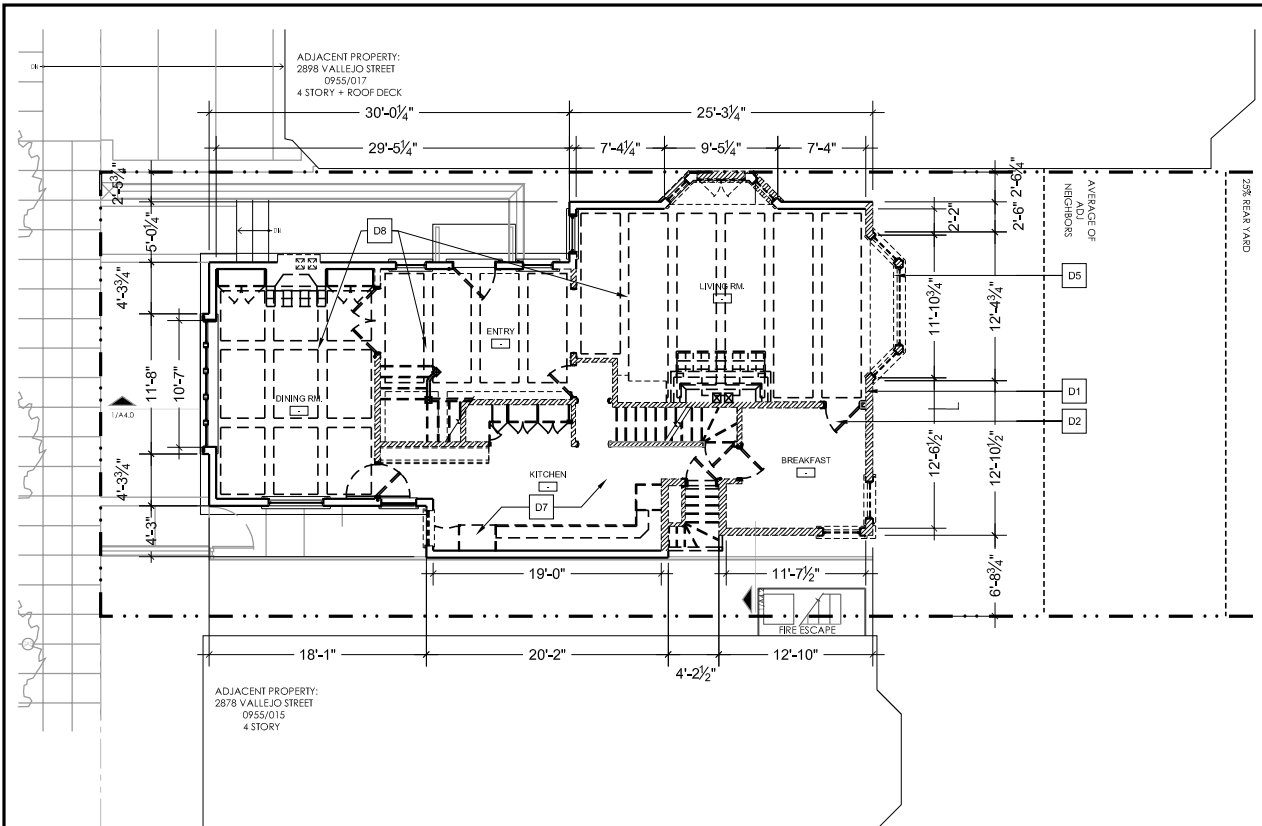 ADJACENT PROPERTY:
2898 VALLEJO STREET
0955/017
4 STORY + ROOF DECK
DN
30'-0¼"
25'-3¼"
29'-5¼"
7'-4¼"
9'-5¼"
7'-4"
2'-5¾"
5'-0¼"
4'-3¾"
11'-8"
10'-7"
4'-3¾"
4'-3"
DN
D8
2'-6¼"
2'-6"
2'-2"
11'-10¾"
12'-4¾"
12'-6½"
12'-10½"
6'-8¾"
AVERAGE OF
ADJ
NEIGHBORS
25% REAR YARD
D5
D1
D2
LIVING RM.
-
ENTRY
-
DINING RM.
-
1/A4.0
KITCHEN
-
BREAKFAST
-
D7
19'-0"
11'-7½"
FIRE ESCAPE
18'-1"
20'-2"
4'-2½"
12'-10"
ADJACENT PROPERTY:
2878 VALLEJO STREET
0955/015
4 STORY